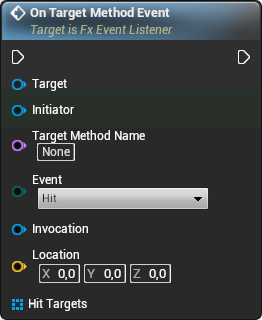 On Target Method Event
Target is Fx Event Listener
Target
Initiator
Target Method Name
None
Event
Hit
Invocation
Location
X 0,0 Y 0,0 Z 0,0
Hit Targets